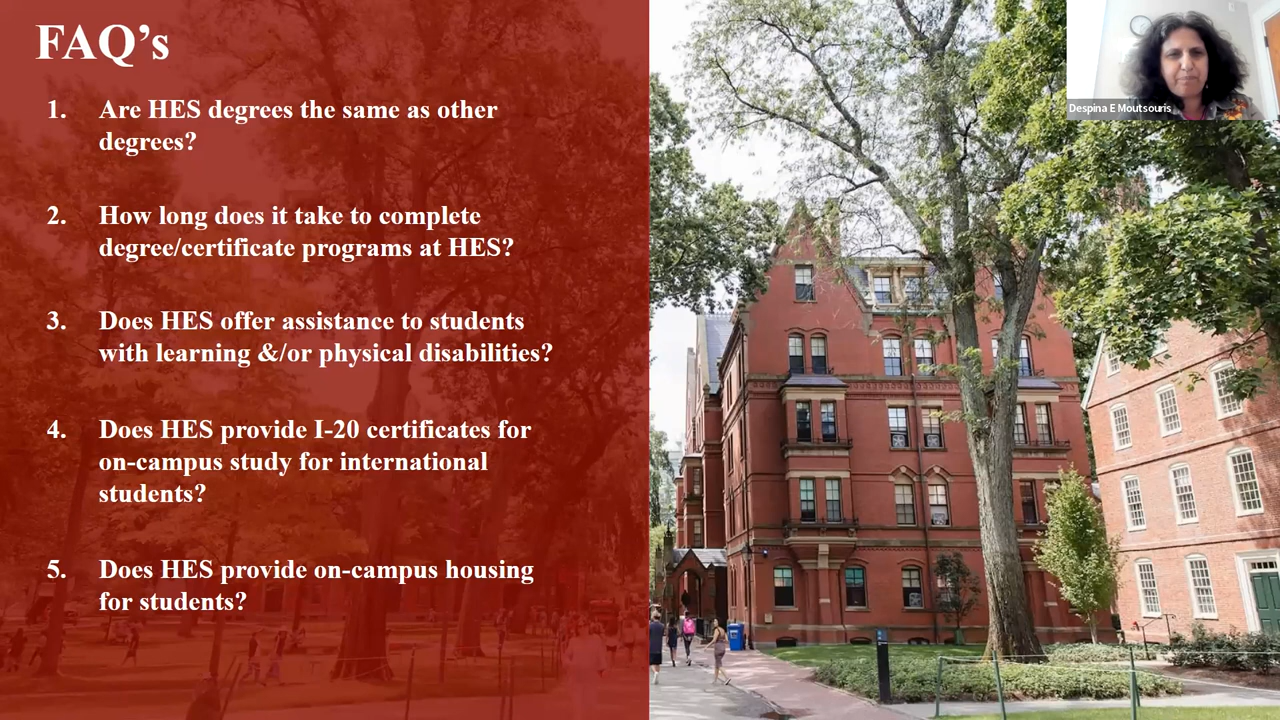 FAQ’s
1. Are HES degrees the same as other
degrees?
2. How long does it take to complete
degree/certificate programs at HES?
3. Does HES offer assistance to students
with learning &/or physical disabilities?
4. Does HES provide I-20 certificates for
on-campus study for international
students?
5. Does HES provide on-campus housing
for students?
Despina E Moutsouris